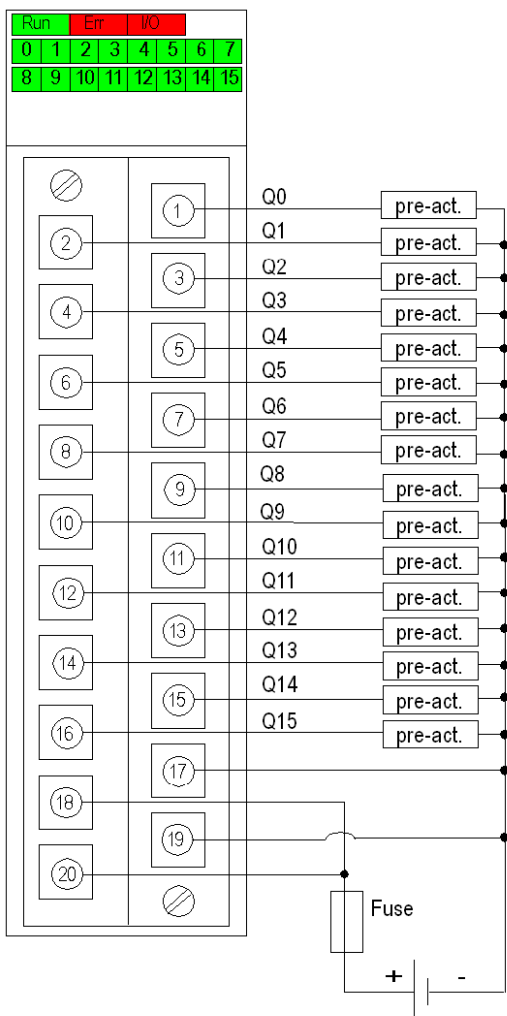 Run Err I/O
0 1 2 3 4 5 6 7
8 9 10 11 12 13 14 15
1 Q0 pre-act.
2 Q1 pre-act.
3 Q2 pre-act.
4 Q3 pre-act.
5 Q4 pre-act.
6 Q5 pre-act.
7 Q6 pre-act.
8 Q7 pre-act.
9 Q8 pre-act.
10 Q9 pre-act.
11 Q10 pre-act.
12 Q11 pre-act.
13 Q12 pre-act.
14 Q13 pre-act.
15 Q14 pre-act.
16 Q15 pre-act.
17
18
19
20
Fuse
+ -